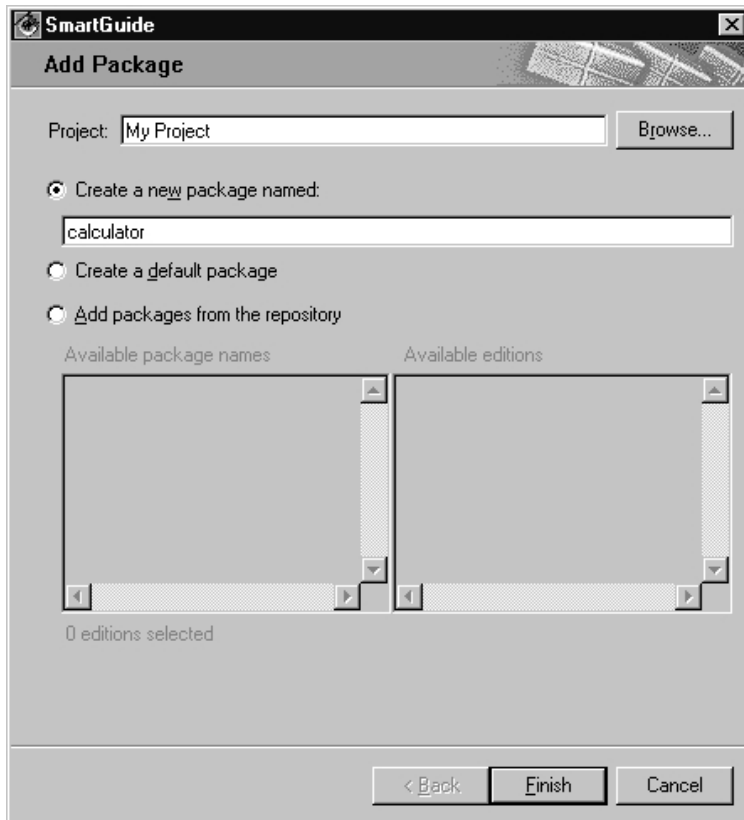 SmartGuide
Add Package
Project: My Project Browse...
Create a new package named:
calculator
Create a default package
Add packages from the repository
Available package names Available editions
0 editions selected
< Back Finish Cancel